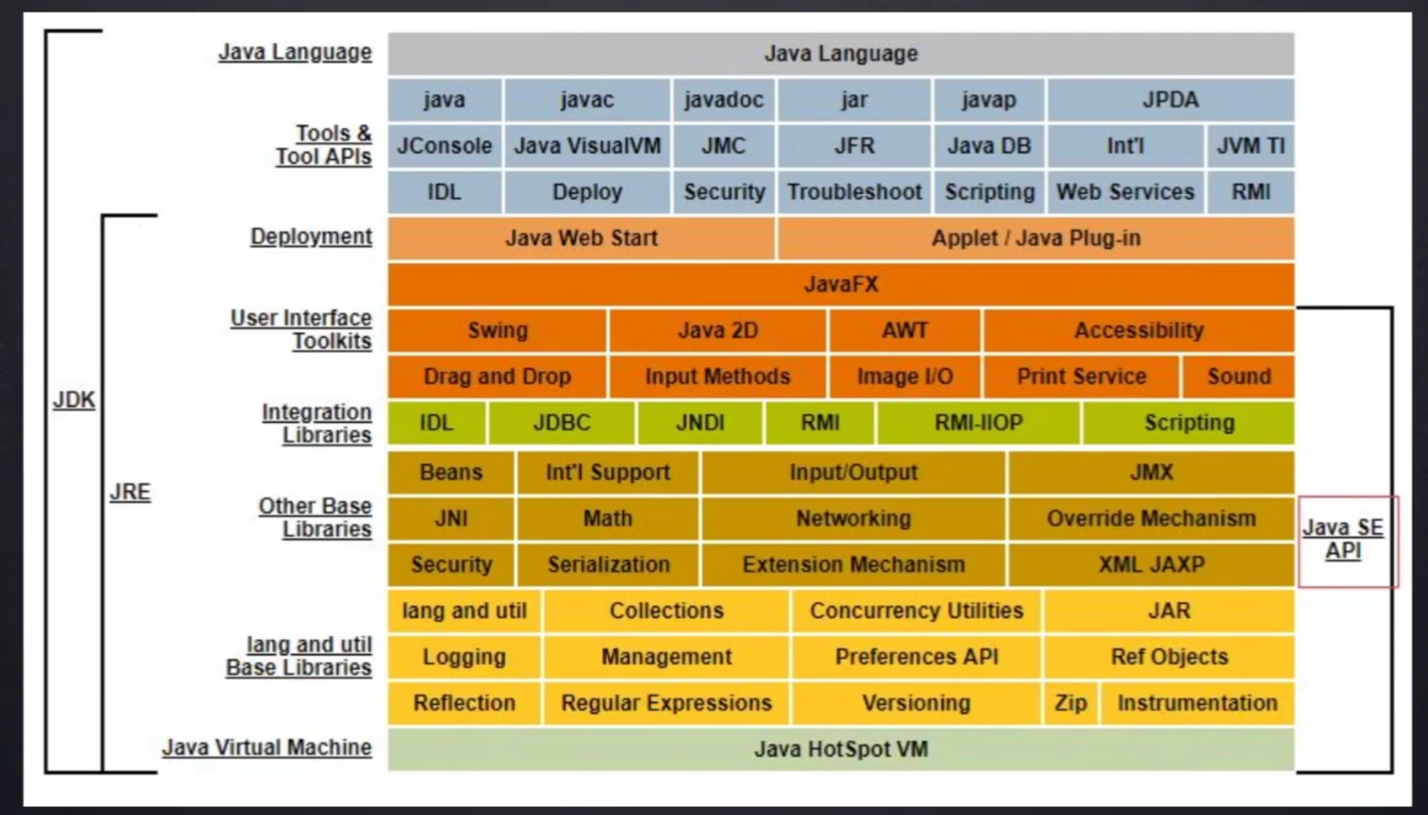 Java Language
Java Language
Tools &
Tool APIs
java javac javadoc jar javap JPDA
JConsole Java VisualVM JMC JFR Java DB Int'l JVM TI
IDL Deploy Security Troubleshoot Scripting Web Services RMI
Deployment
Java Web Start Applet / Java Plug-in
User Interface
Toolkits
JavaFX
Swing Java 2D AWT Accessibility
Drag and Drop Input Methods Image I/O Print Service Sound
Integration
Libraries
IDL JDBC JNDI RMI RMI-IIOP Scripting
Other Base
Libraries
Beans Int'l Support Input/Output JMX
JNI Math Networking Override Mechanism
Security Serialization Extension Mechanism XML JAXP
lang and util
Base Libraries
lang and util Collections Concurrency Utilities JAR
Logging Management Preferences API Ref Objects
Reflection Regular Expressions Versioning Zip Instrumentation
Java Virtual Machine
Java HotSpot VM
JDK
JRE
Java SE
API